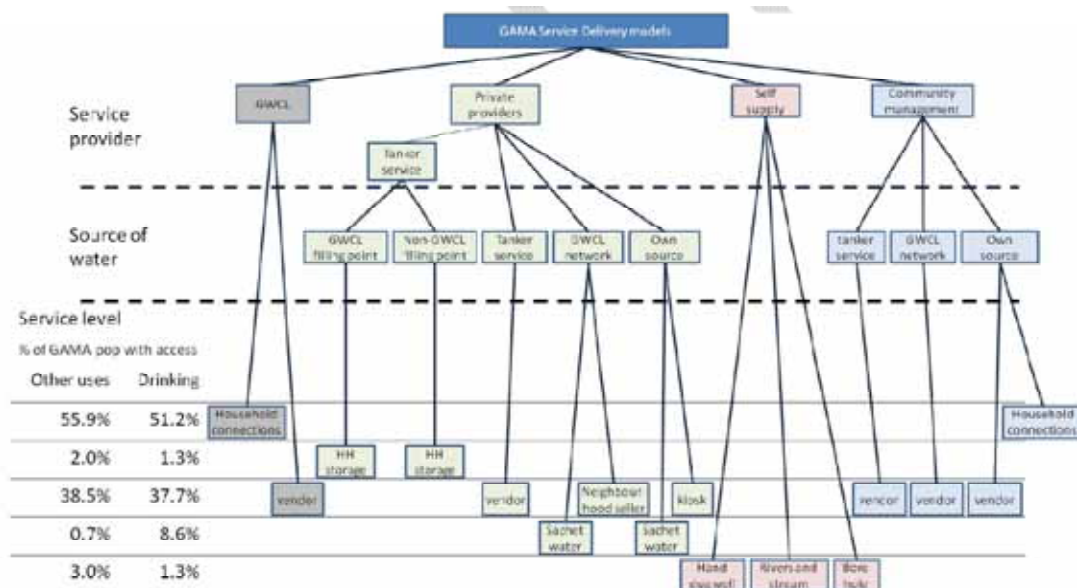 GAMA Service Delivery models
GWCL
Private
providers
Self
supply
Community
management
Service
provider
Tanker
service
Source of
water
GWCL
filling point
Non-GWCL
filling point
Tanker
service
GWCL
network
Own
source
tanker
service
GWCL
network
Own
source
Service level
% of GAMA pop with access
Other uses Drinking
55.9% 51.2%
Household
connections
Household
connections
2.0% 1.3%
HH
storage
HH
storage
38.5% 37.7%
vendor
vendor
Neighbour
hood seller
kiosk
vendor
vendor
vendor
0.7% 8.6%
Sachet
water
Sachet
water
3.0% 1.3%
Hand
Rivers and
stream
Bore
hole